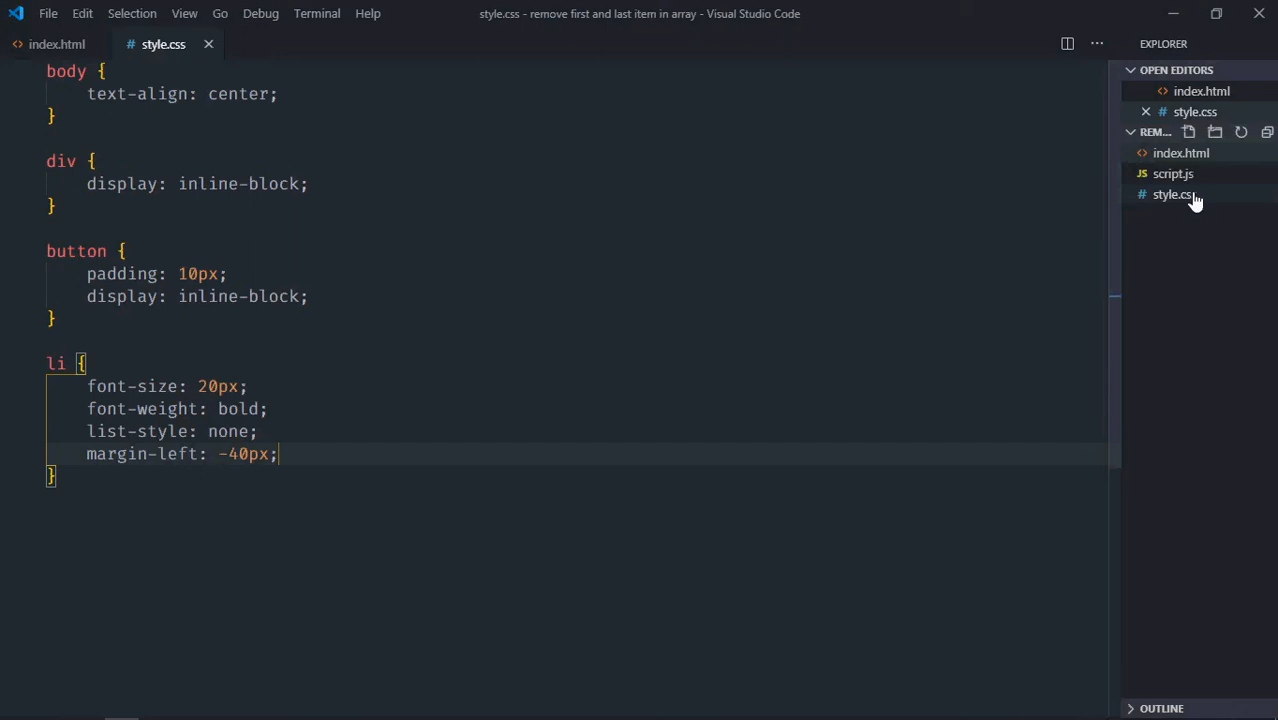 File Edit Selection View Go Debug Terminal Help style.css - remove first and last item in array - Visual Studio Code
index.html style.css
EXPLORER
OPEN EDITORS
index.html
style.css
REM...
index.html
JS script.js
# style.css
body {
text-align: center;
}
div {
display: inline-block;
}
button {
padding: 10px;
display: inline-block;
}
li {
font-size: 20px;
font-weight: bold;
list-style: none;
margin-left: -40px;
}
OUTLINE